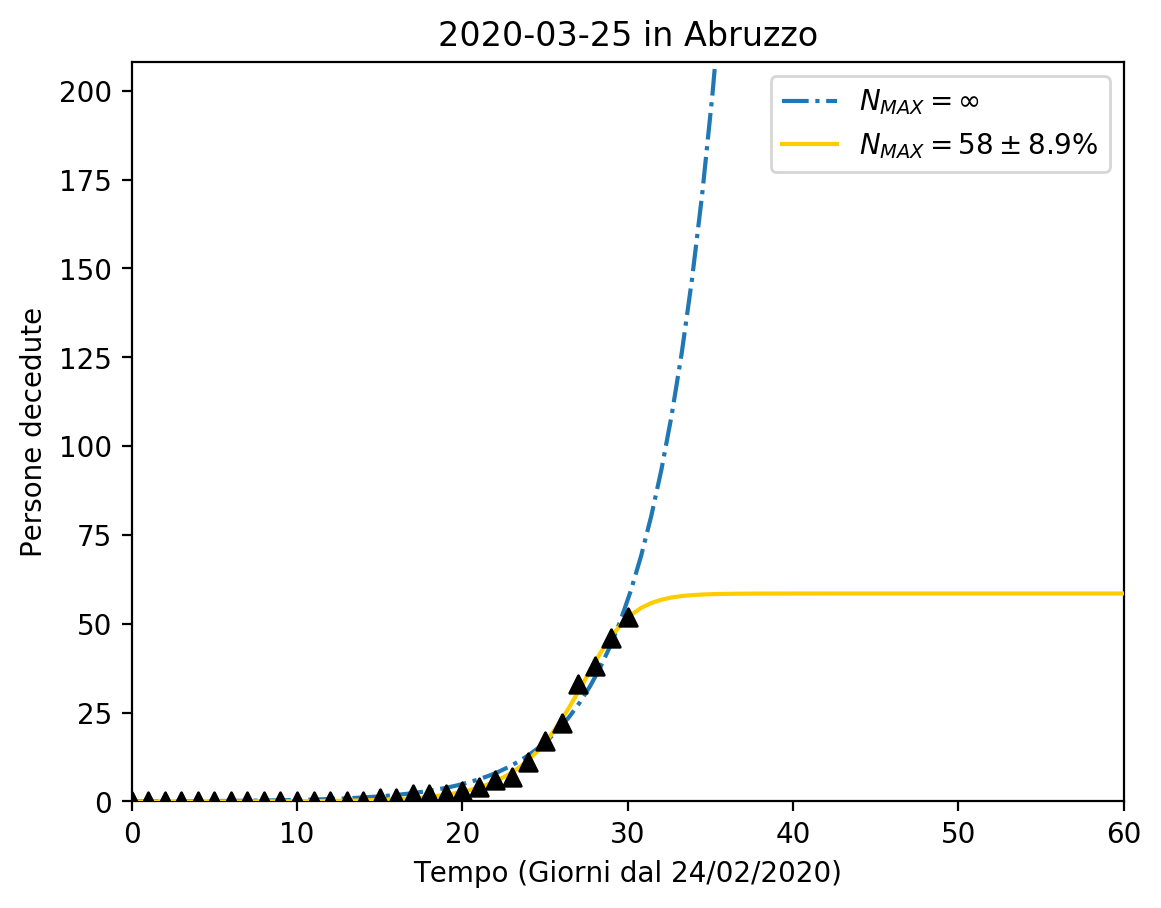 2020-03-25 in Abruzzo
N_MAX = ∞
N_MAX = 58 ± 8.9%
Persone decedute
200
175
150
125
100
75
50
25
0
0 10 20 30 40 50 60
Tempo (Giorni dal 24/02/2020)